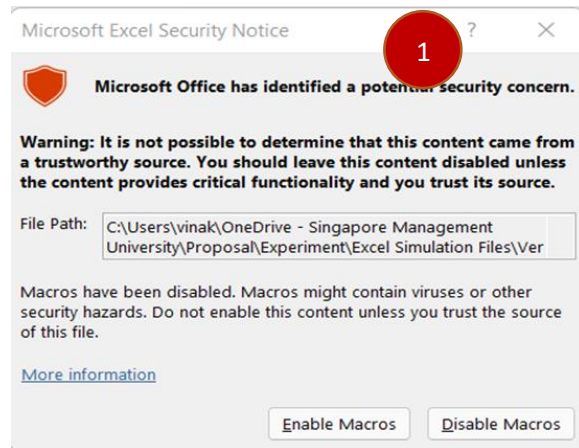 Microsoft Excel Security Notice
?
1
Microsoft Office has identified a potential security concern.
Warning: It is not possible to determine that this content came from
a trustworthy source. You should leave this content disabled unless
the content provides critical functionality and you trust its source.
File Path: C:\Users\vinak\OneDrive - Singapore Management
University\Proposal\Experiment\Excel Simulation Files\Ver
Macros have been disabled. Macros might contain viruses or other
security hazards. Do not enable this content unless you trust the source
of this file.
More information
Enable Macros Disable Macros